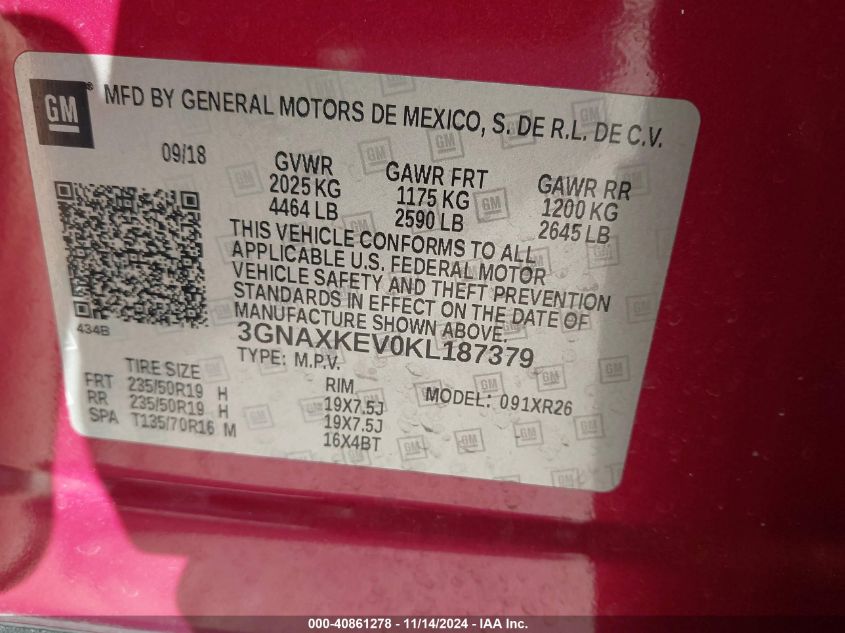 GM ®
MFD BY GENERAL MOTORS DE MEXICO, S. DE R.L. DE C.V.
09/18 GVWR GAWR FRT GAWR RR
2025 KG 1175 KG 1200 KG
4464 LB 2590 LB 2645 LB
THIS VEHICLE CONFORMS TO ALL
APPLICABLE U.S. FEDERAL MOTOR
VEHICLE SAFETY AND THEFT PREVENTION
STANDARDS IN EFFECT ON THE DATE OF
MANUFACTURE SHOWN ABOVE.
434B
3GNAXKEV0KL187379
TYPE: M.P.V.
TIRE SIZE RIM MODEL: 091XR26
FRT 235/50R19 H 19X7.5J
RR 235/50R19 H 19X7.5J
SPA T135/70R16 M 16X4BT
000-40861278 - 11/14/2024 - IAA Inc.